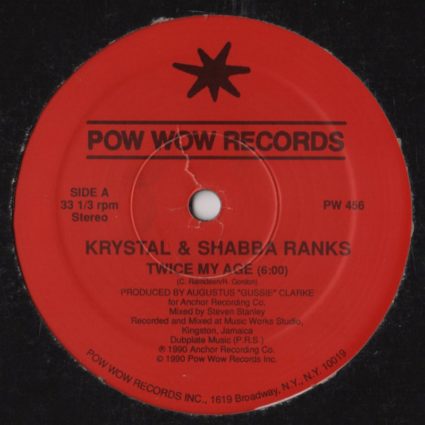 POW WOW RECORDS
SIDE A
33 1/3 rpm
Stereo
PW 456
KRYSTAL & SHABBA RANKS
TWICE MY AGE (6:00)
(C. Ramdeen/R. Gordon)
PRODUCED BY AUGUSTUS "GUSSIE" CLARKE
for Anchor Recording Co.
Mixed by Steven Stanley
Recorded and Mixed at Music Works Studio,
Kingston, Jamaica
Dubplate Music (P.R.S.)
℗ 1990 Anchor Recording Co.
© 1990 Pow Wow Records Inc.
POW WOW RECORDS INC., 1619 Broadway, N.Y., N.Y. 10019